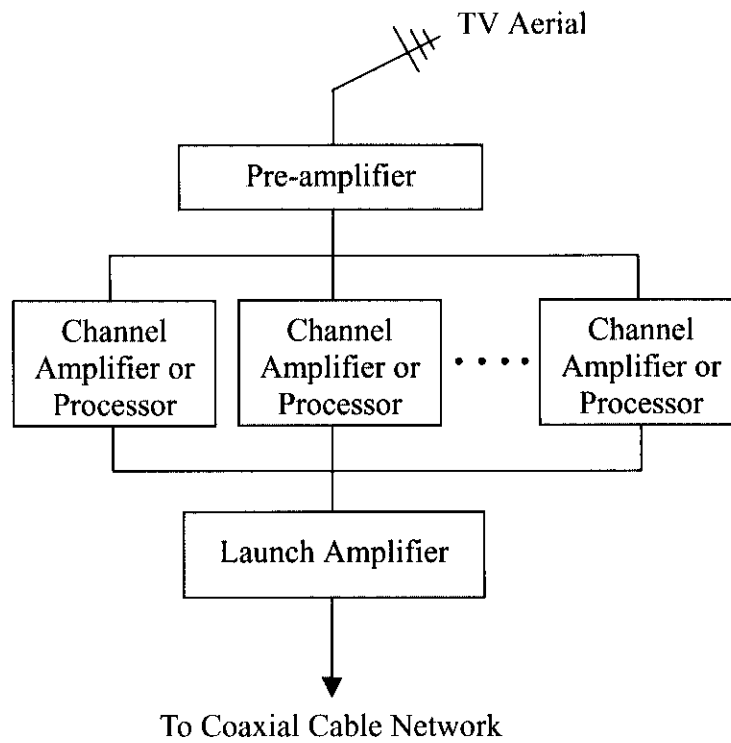 TV Aerial
Pre-amplifier
Channel
Amplifier or
Processor
Channel
Amplifier or
Processor
Channel
Amplifier or
Processor
Launch Amplifier
To Coaxial Cable Network